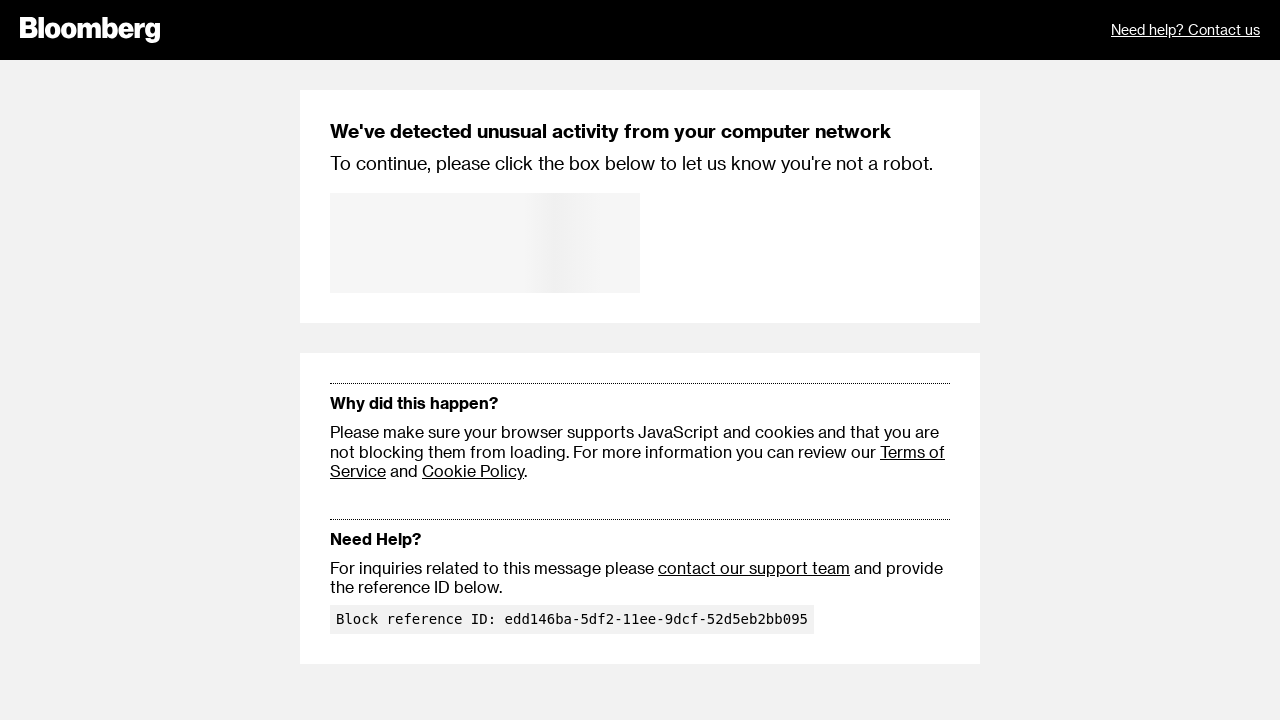 Bloomberg
Need help? Contact us
We've detected unusual activity from your computer network
To continue, please click the box below to let us know you're not a robot.
Why did this happen?
Please make sure your browser supports JavaScript and cookies and that you are
not blocking them from loading. For more information you can review our Terms of
Service and Cookie Policy.
Need Help?
For inquiries related to this message please contact our support team and provide
the reference ID below.
Block reference ID: edd146ba-5df2-11ee-9dcf-52d5eb2bb095